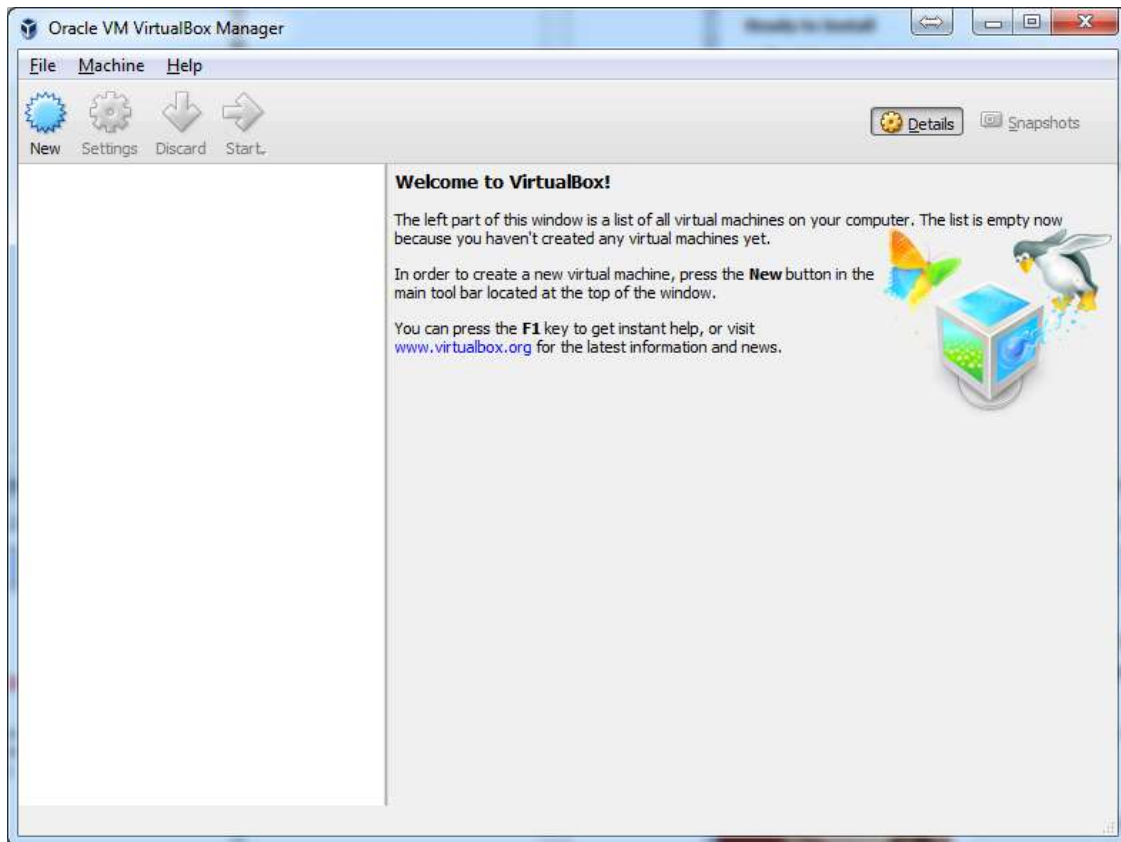 Oracle VM VirtualBox Manager
Ready to Install
File Machine Help
New Settings Discard Start
Details Snapshots
Welcome to VirtualBox!
The left part of this window is a list of all virtual machines on your computer. The list is empty now
because you haven't created any virtual machines yet.
In order to create a new virtual machine, press the New button in the
main tool bar located at the top of the window.
You can press the F1 key to get instant help, or visit
www.virtualbox.org for the latest information and news.